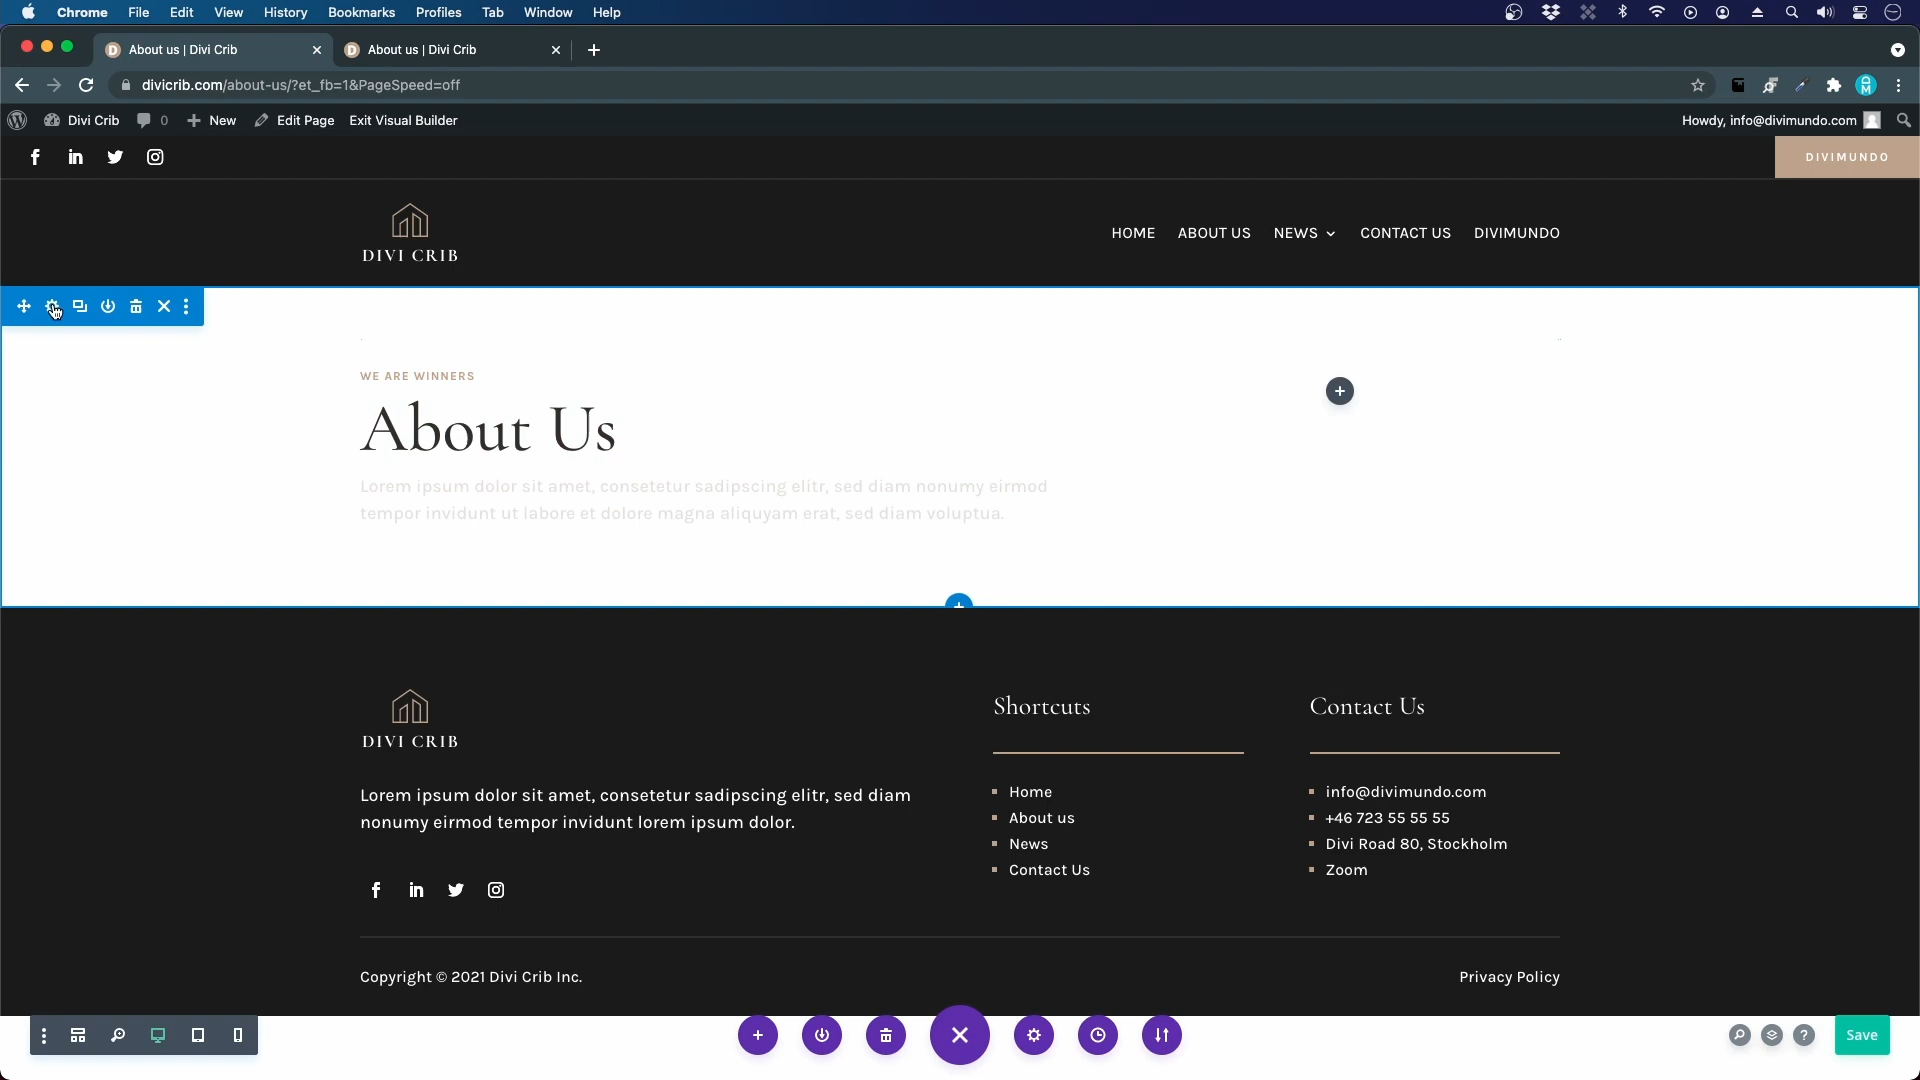 Chrome File Edit View History Bookmarks Profiles Tab Window Help
About us | Divi Crib
About us | Divi Crib
divicrib.com/about-us/?et_fb=1&PageSpeed=off
Divi Crib 0 New Edit Page Exit Visual Builder Howdy, info@divimundo.com
DIVIMUNDO
DIVI CRIB
HOME ABOUT US NEWS CONTACT US DIVIMUNDO
WE ARE WINNERS
About Us
Lorem ipsum dolor sit amet, consetetur sadipscing elitr, sed diam nonumy eirmod
tempor invidunt ut labore et dolore magna aliquyam erat, sed diam voluptua.
DIVI CRIB
Lorem ipsum dolor sit amet, consetetur sadipscing elitr, sed diam
nonumy eirmod tempor invidunt lorem ipsum dolor.
Shortcuts
Home
About us
News
Contact Us
Contact Us
info@divimundo.com
+46 723 55 55 55
Divi Road 80, Stockholm
Zoom
Copyright © 2021 Divi Crib Inc.
Privacy Policy
Save